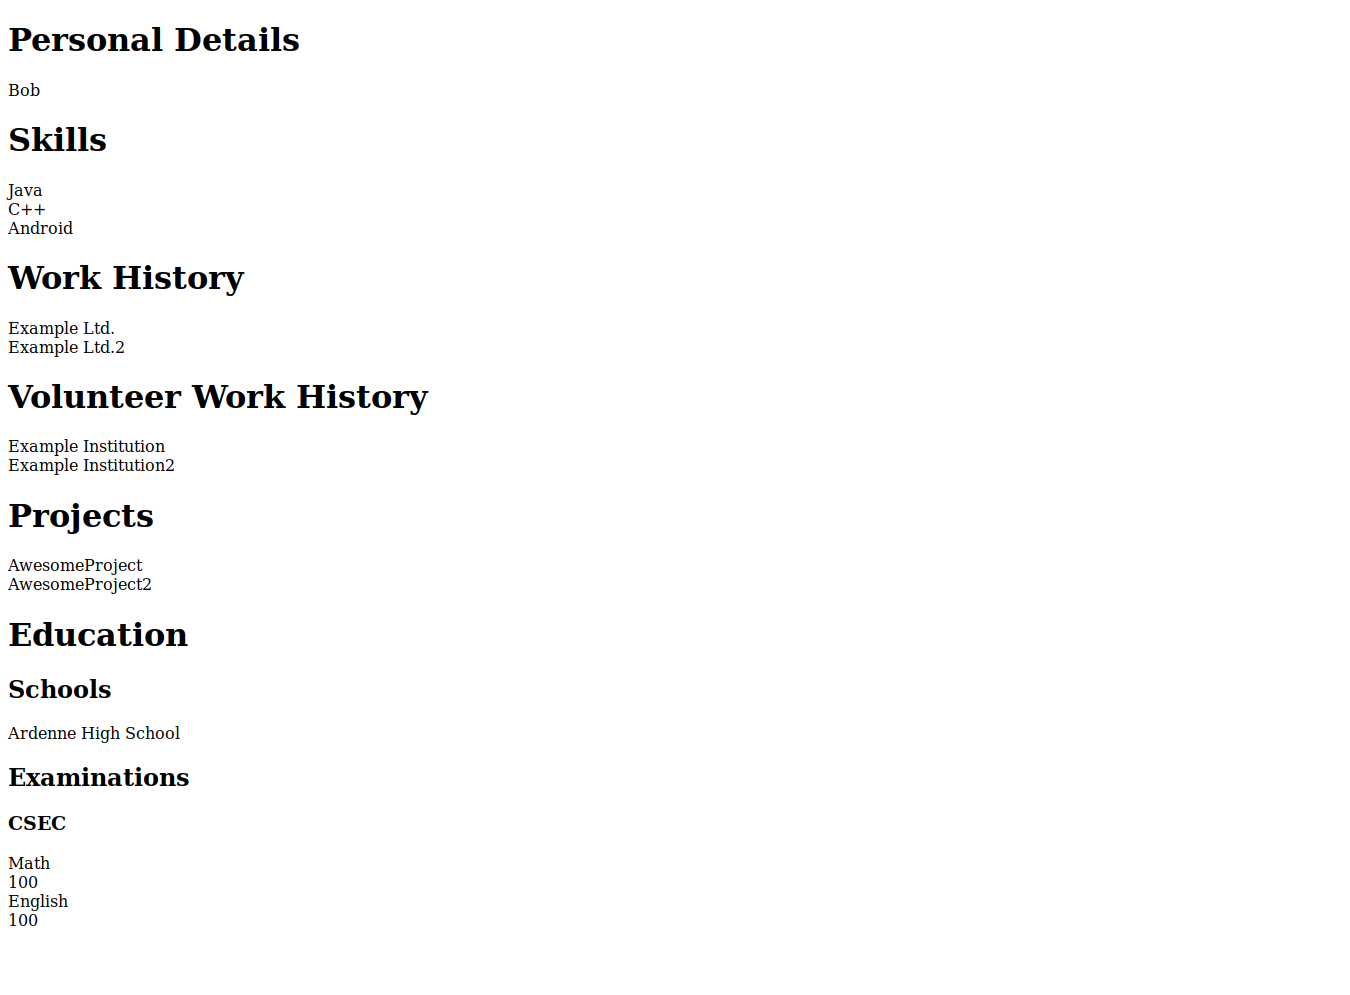 Personal Details
Bob
Skills
Java
C++
Android
Work History
Example Ltd.
Example Ltd.2
Volunteer Work History
Example Institution
Example Institution2
Projects
AwesomeProject
AwesomeProject2
Education
Schools
Ardenne High School
Examinations
CSEC
Math
100
English
100